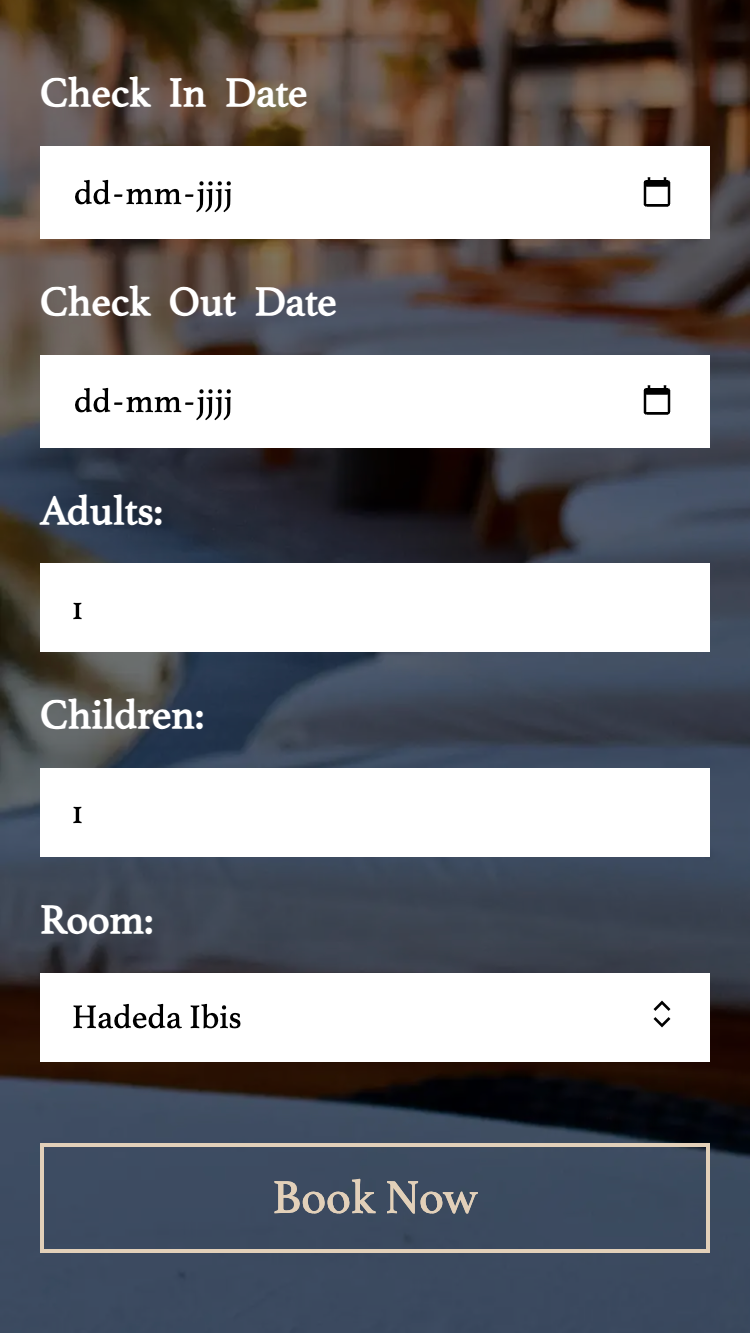 Check In Date
dd-mm-jjjj
Check Out Date
dd-mm-jjjj
Adults:
1
Children:
1
Room:
Hadeda Ibis
Book Now